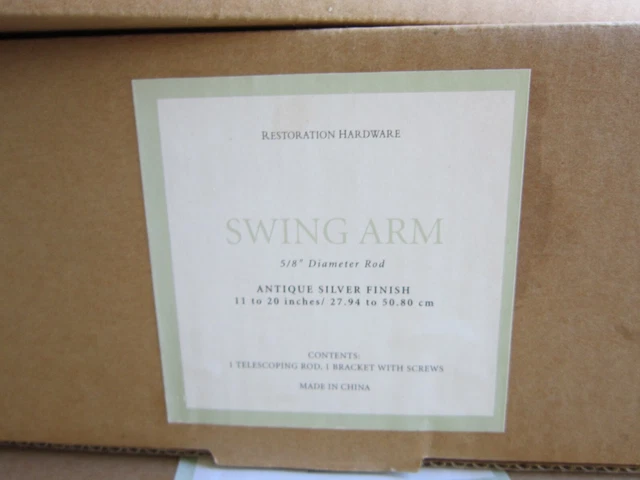 RESTORATION HARDWARE
SWING ARM
5/8" Diameter Rod
ANTIQUE SILVER FINISH
11 to 20 inches/ 27.94 to 50.80 cm
CONTENTS:
1 TELESCOPING ROD, 1 BRACKET WITH SCREWS
MADE IN CHINA